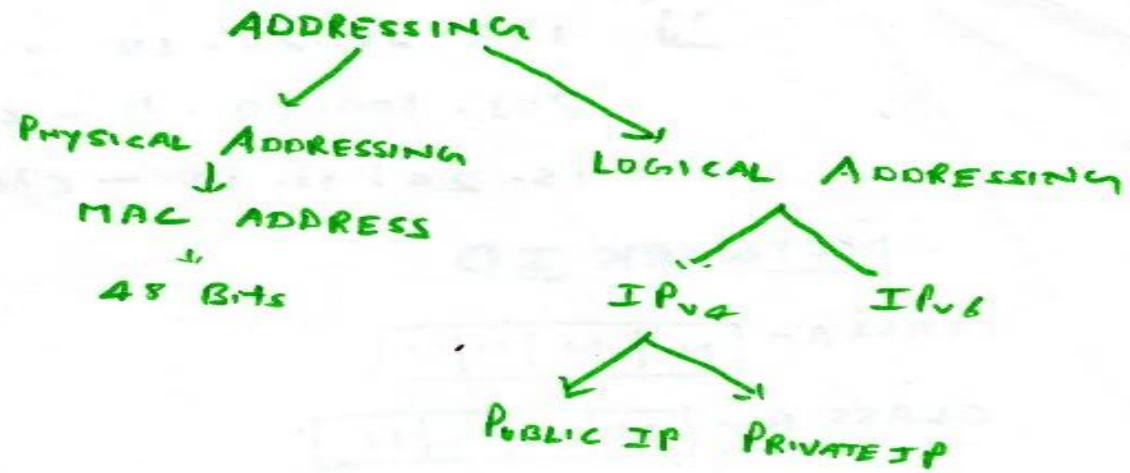 ADDRESSING
PHYSICAL ADDRESSING
LOGICAL ADDRESSING
MAC ADDRESS
48 Bits
IPv4
IPv6
PUBLIC IP
PRIVATE IP